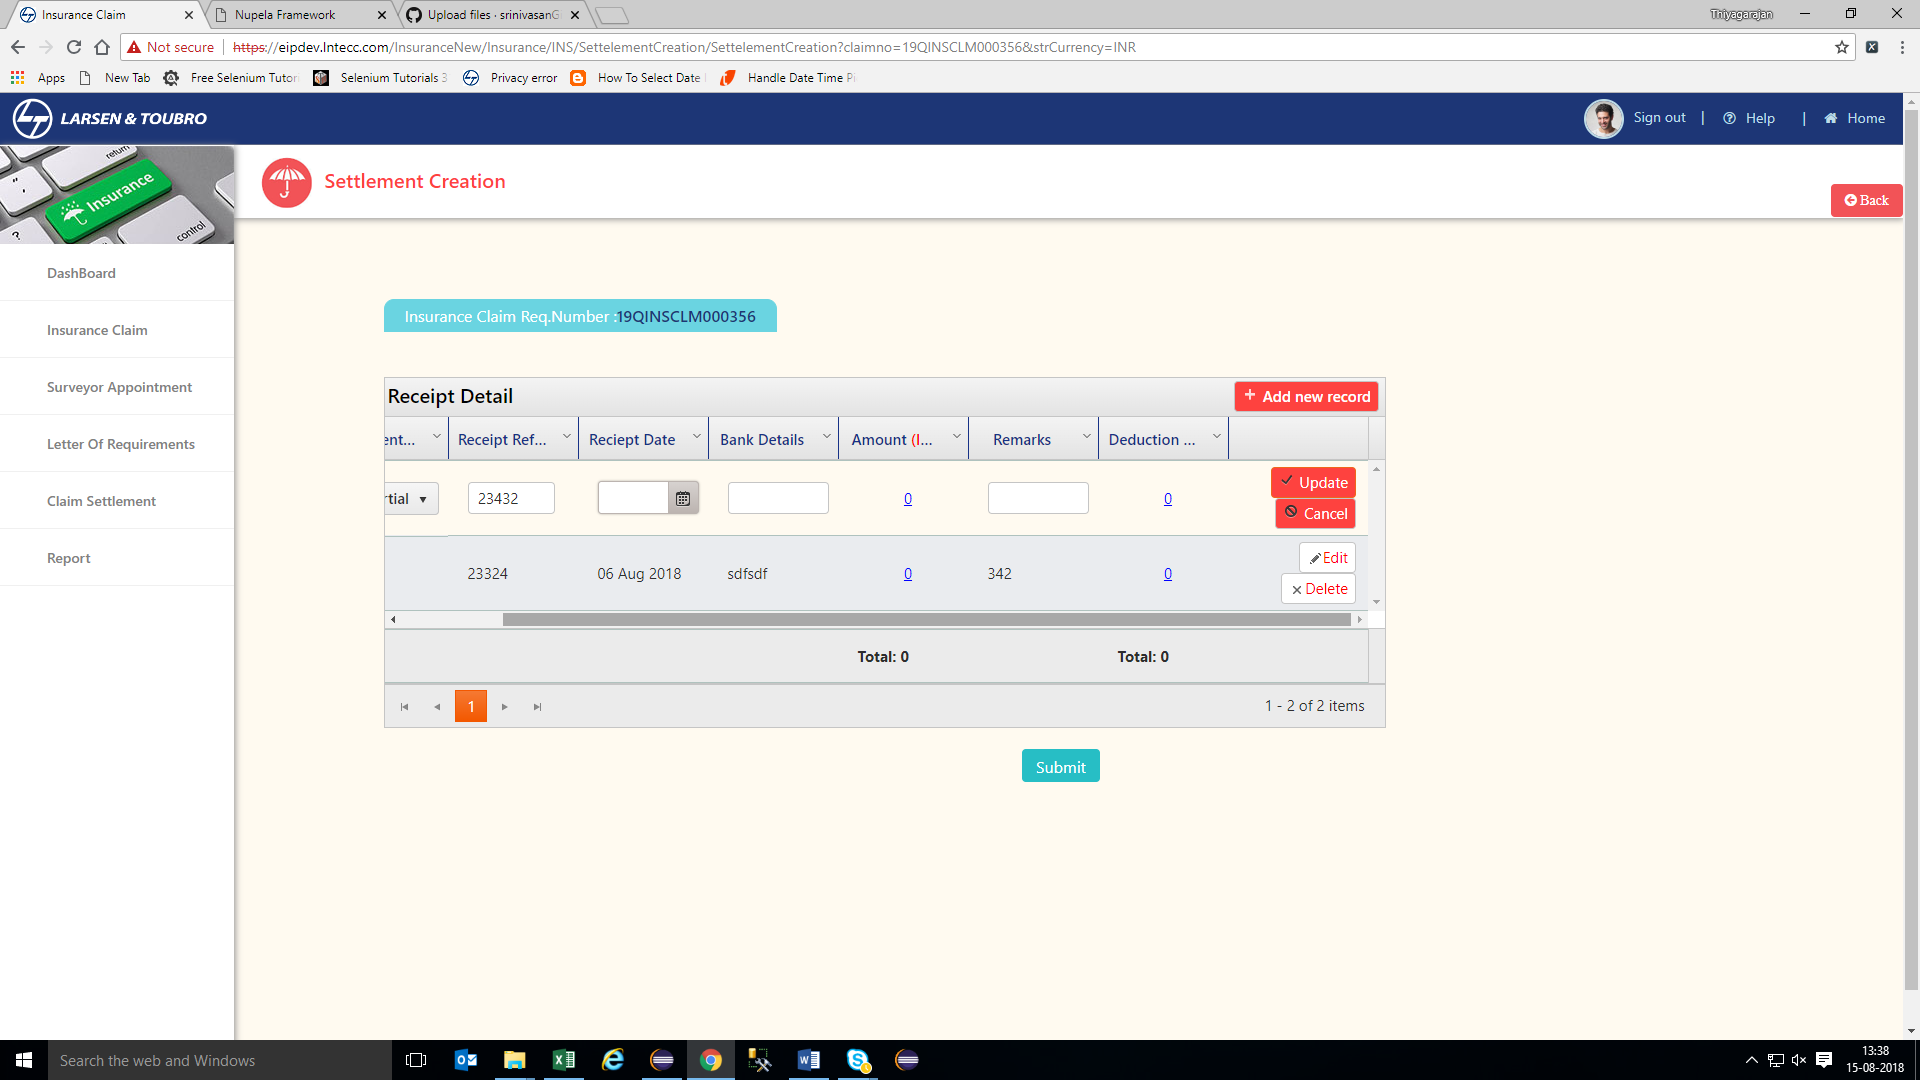 Insurance Claim
Nupela Framework
Upload files · srinivasanG
Thiyagarajan
Not secure
https://eipdev.lntecc.com/InsuranceNew/Insurance/INS/SettelementCreation/SettelementCreation?claimno=19QINSCLM000356&strCurrency=INR
Apps
New Tab
Free Selenium Tutor
Selenium Tutorials 3
Privacy error
How To Select Date
Handle Date Time Pi
LARSEN & TOUBRO
Sign out | Help | Home
return
Insurance
control
Settlement Creation
Back
DashBoard
Insurance Claim
Surveyor Appointment
Letter Of Requirements
Claim Settlement
Report
Insurance Claim Req.Number :19QINSCLM000356
Receipt Detail
+ Add new record
ent... Receipt Ref... Reciept Date Bank Details Amount (I... Remarks Deduction ...
rtial 23432 0 0 Update
Cancel
23324 06 Aug 2018 sdfsdf 0 342 0 Edit
Delete
Total: 0 Total: 0
1
1 - 2 of 2 items
Submit
Search the web and Windows
13:38
15-08-2018